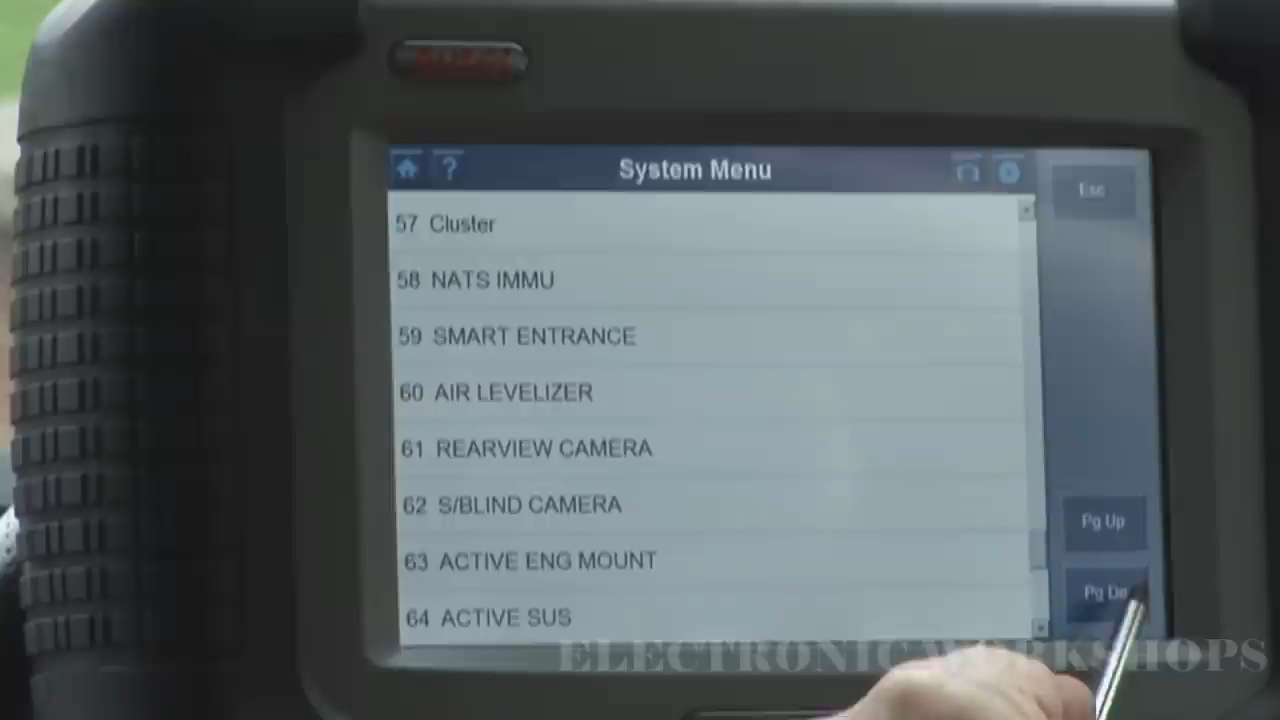 ? System Menu
Esc
57 Cluster
58 NATS IMMU
59 SMART ENTRANCE
60 AIR LEVELIZER
61 REARVIEW CAMERA
62 S/BLIND CAMERA
63 ACTIVE ENG MOUNT
64 ACTIVE SUS
Pg Up
Pg
ELECTRONIC WORKSHOPS